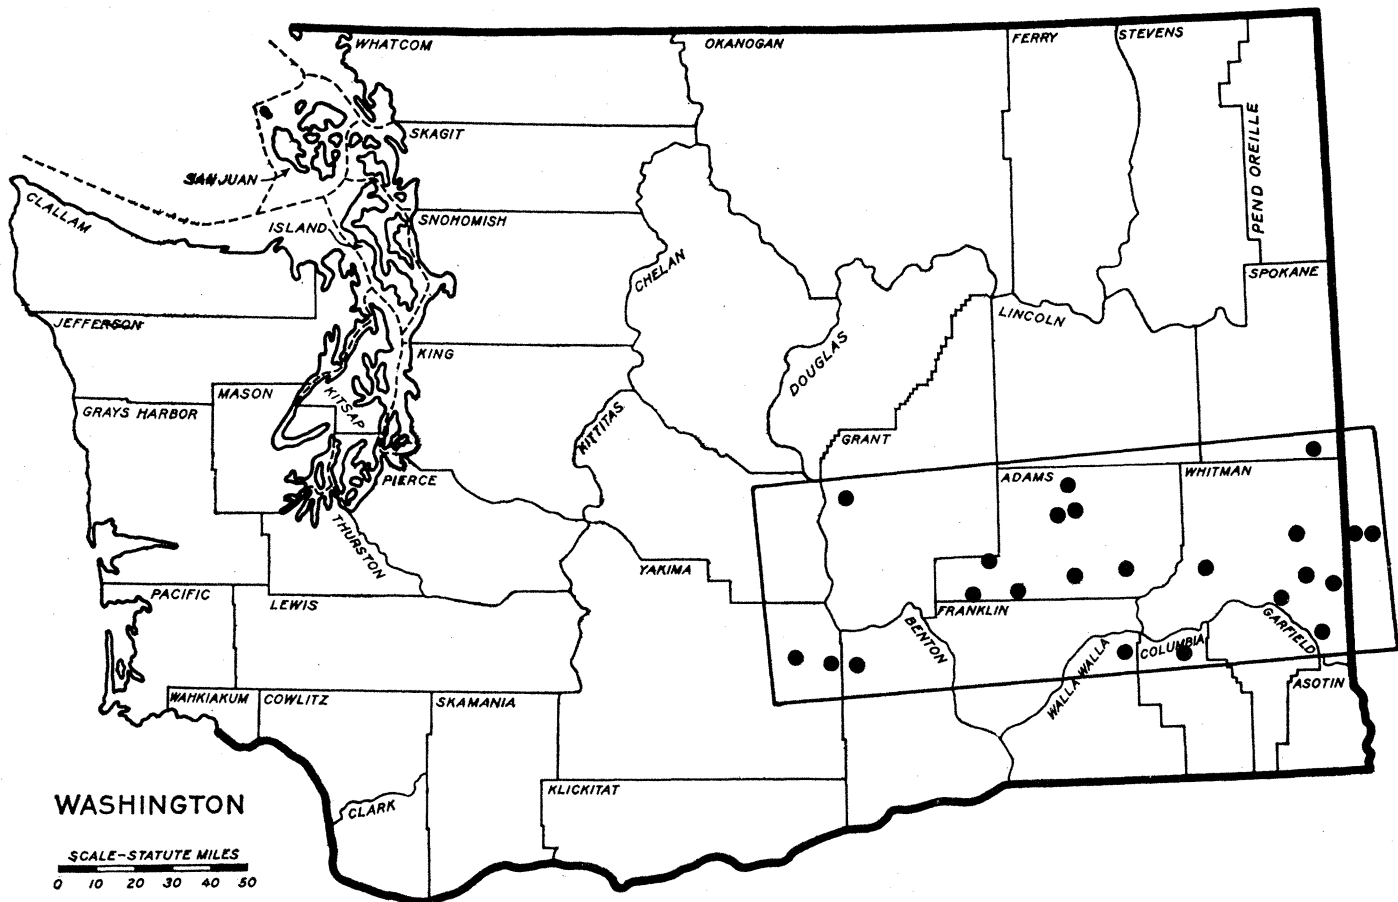 WHATCOM
OKANOGAN
FERRY
STEVENS
PEND OREILLE
SKAGIT
SAN JUAN
CLALLAM
ISLAND
SNOHOMISH
CHELAN
SPOKANE
JEFFERSON
LINCOLN
KING
DOUGLAS
MASON
KITSAP
GRAYS HARBOR
KITTITAS
GRANT
PIERCE
ADAMS
WHITMAN
THURSTON
YAKIMA
PACIFIC
LEWIS
FRANKLIN
BENTON
GARFIELD
WALLA WALLA
COLUMBIA
ASOTIN
WAHKIAKUM
COWLITZ
SKAMANIA
KLICKITAT
CLARK
WASHINGTON
SCALE-STATUTE MILES
0 10 20 30 40 50